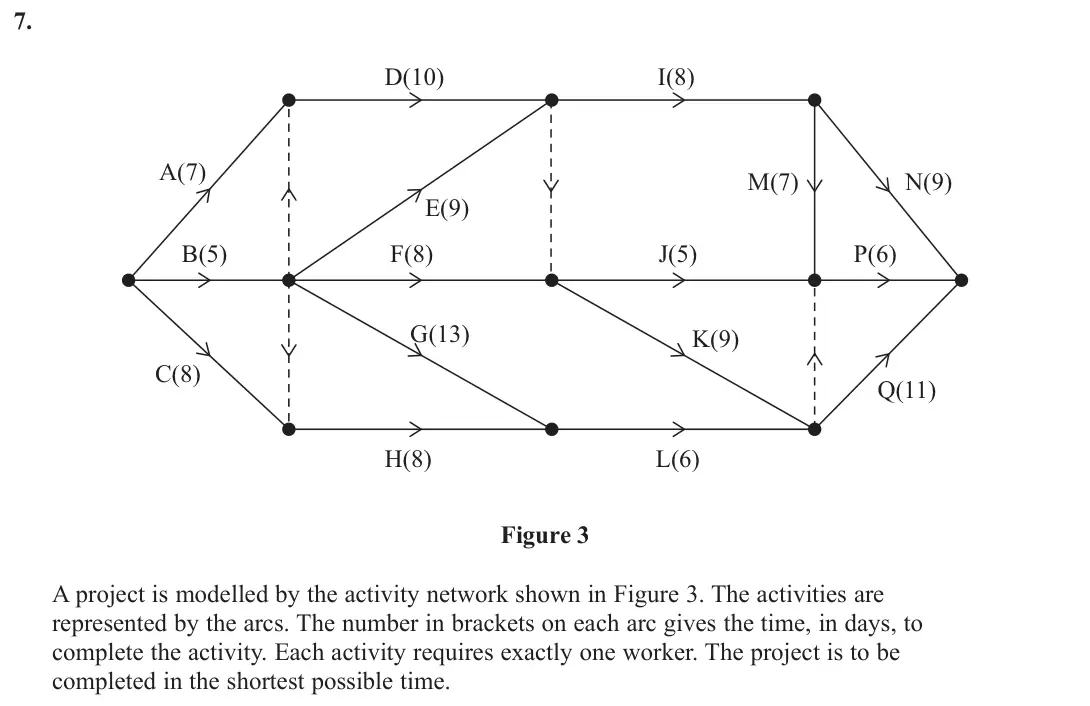 7.
D(10)
I(8)
A(7)
M(7)
N(9)
E(9)
B(5)
F(8)
J(5)
P(6)
G(13)
K(9)
C(8)
Q(11)
H(8)
L(6)
Figure 3
A project is modelled by the activity network shown in Figure 3. The activities are
represented by the arcs. The number in brackets on each arc gives the time, in days, to
complete the activity. Each activity requires exactly one worker. The project is to be
completed in the shortest possible time.